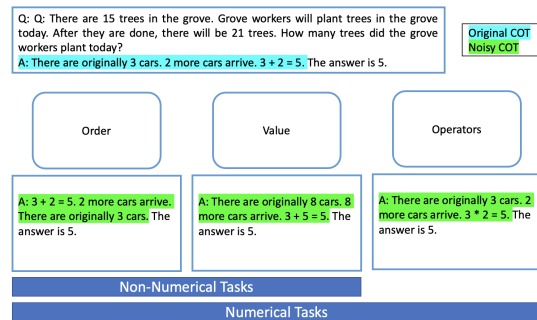 Q: Q: There are 15 trees in the grove. Grove workers will plant trees in the grove
today. After they are done, there will be 21 trees. How many trees did the grove
workers plant today?
A: There are originally 3 cars. 2 more cars arrive. 3 + 2 = 5. The answer is 5.
Original COT
Noisy COT
Order
Value
Operators
A: 3 + 2 = 5. 2 more cars arrive.
There are originally 3 cars. The
answer is 5.
A: There are originally 8 cars. 8
more cars arrive. 3 + 5 = 5. The
answer is 5.
A: There are originally 3 cars. 2
more cars arrive. 3 * 2 = 5. The
answer is 5.
Non-Numerical Tasks
Numerical Tasks